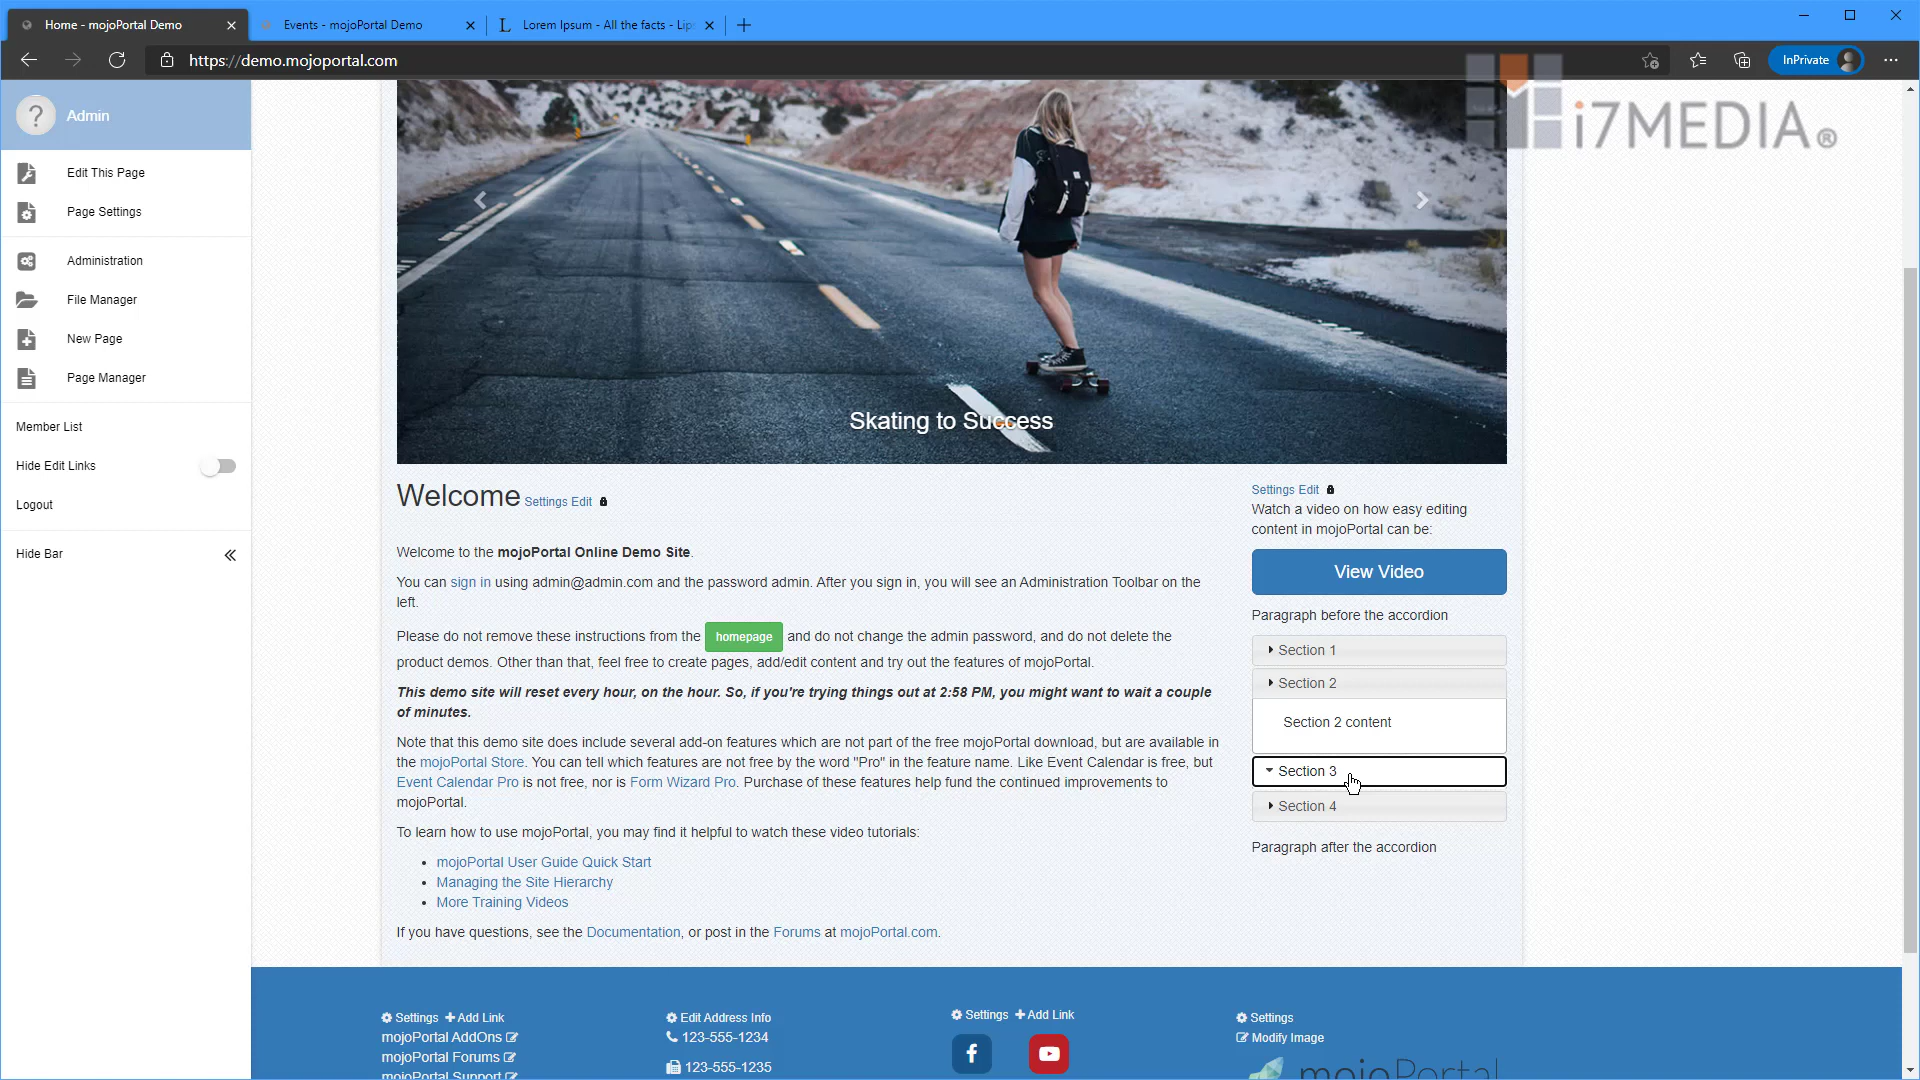 Home - mojoPortal Demo
Events - mojoPortal Demo
Lorem Ipsum - All the facts - Lip
https://demo.mojoportal.com
InPrivate
i7MEDIA®
?
Admin
Edit This Page
Page Settings
Administration
File Manager
New Page
Page Manager
Member List
Hide Edit Links
Logout
Hide Bar
Skating to Success
Welcome Settings Edit
Welcome to the mojoPortal Online Demo Site.
You can sign in using admin@admin.com and the password admin. After you sign in, you will see an Administration Toolbar on the
left.
Please do not remove these instructions from the homepage and do not change the admin password, and do not delete the
product demos. Other than that, feel free to create pages, add/edit content and try out the features of mojoPortal.
This demo site will reset every hour, on the hour. So, if you're trying things out at 2:58 PM, you might want to wait a couple
of minutes.
Note that this demo site does include several add-on features which are not part of the free mojoPortal download, but are available in
the mojoPortal Store. You can tell which features are not free by the word "Pro" in the feature name. Like Event Calendar is free, but
Event Calendar Pro is not free, nor is Form Wizard Pro. Purchase of these features help fund the continued improvements to
mojoPortal.
To learn how to use mojoPortal, you may find it helpful to watch these video tutorials:
mojoPortal User Guide Quick Start
Managing the Site Hierarchy
More Training Videos
If you have questions, see the Documentation, or post in the Forums at mojoPortal.com.
Settings Edit
Watch a video on how easy editing
content in mojoPortal can be:
View Video
Paragraph before the accordion
Section 1
Section 2
Section 2 content
Section 3
Section 4
Paragraph after the accordion
Settings Add Link
mojoPortal AddOns
mojoPortal Forums
mojoPortal Support
Edit Address Info
123-555-1234
123-555-1235
Settings Add Link
Settings
Modify Image
mojoPortal